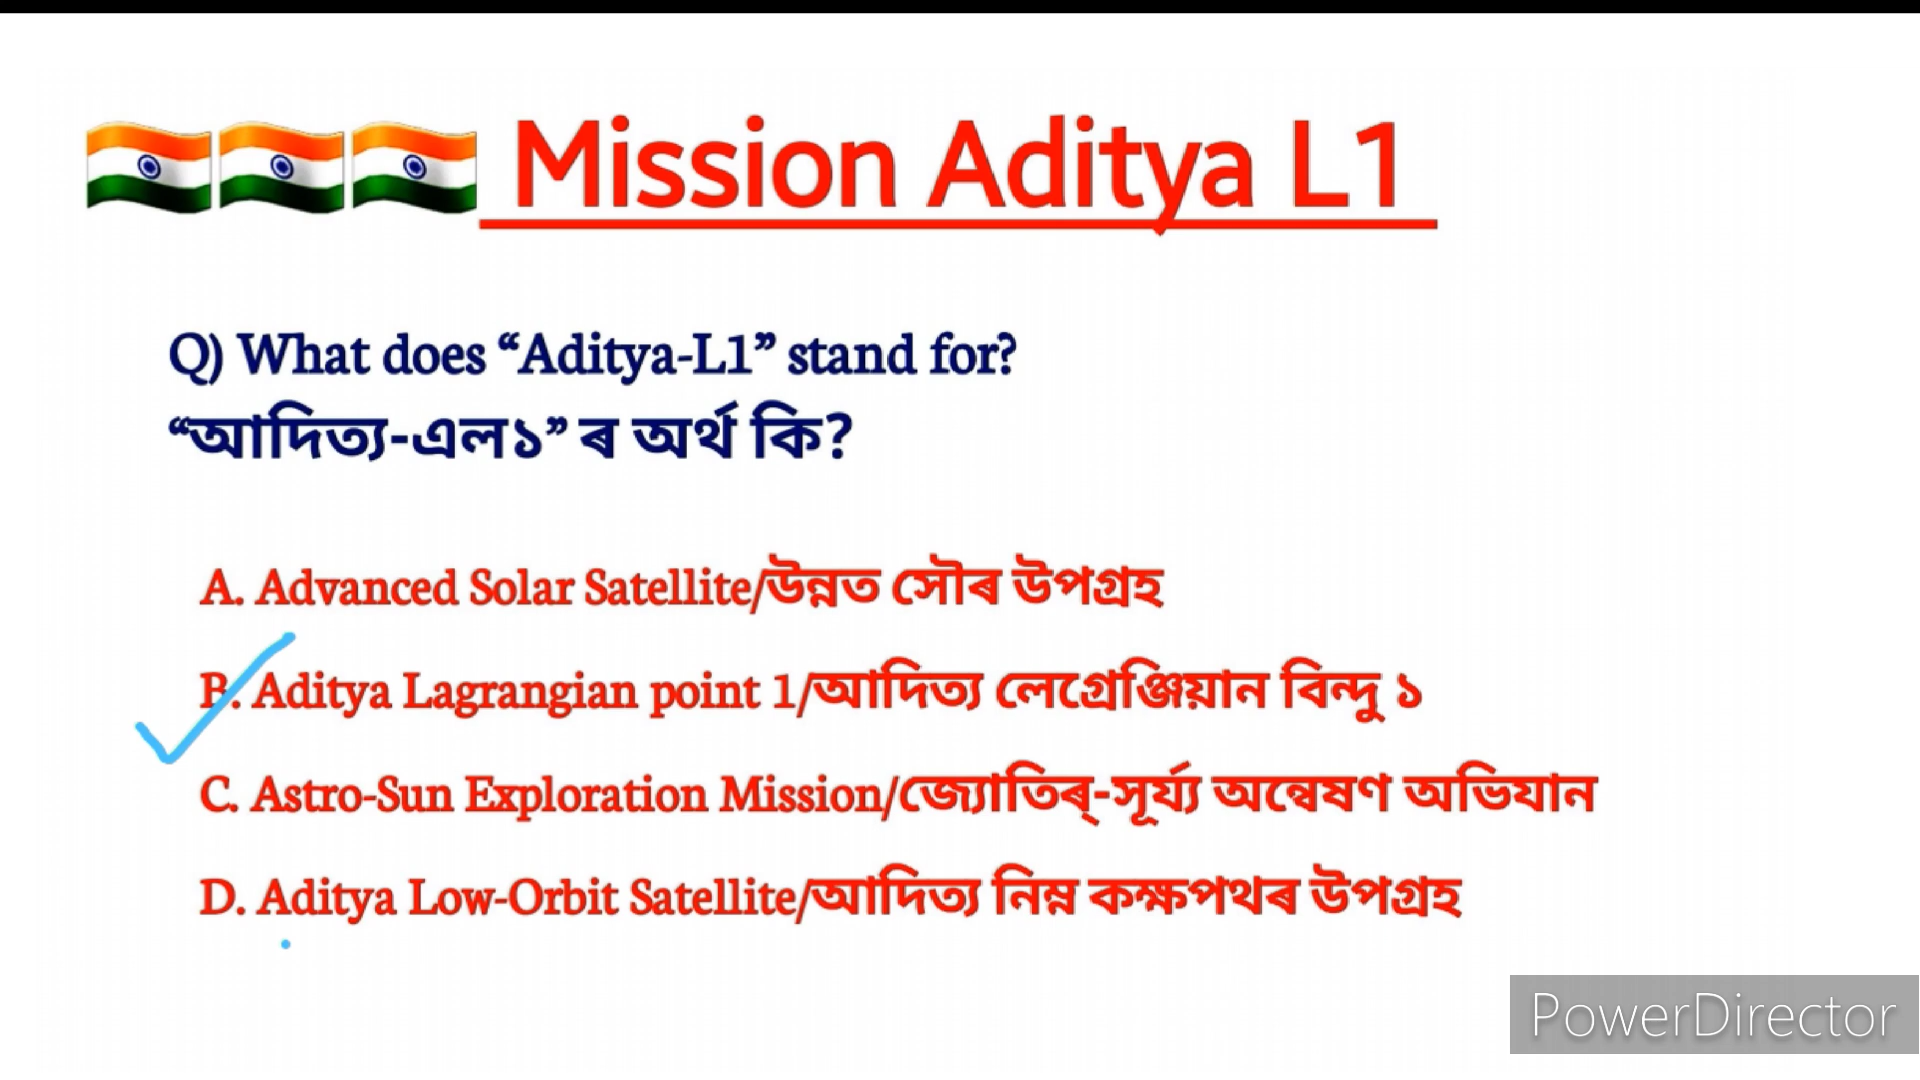 🇮🇳🇮🇳🇮🇳 Mission Aditya L1
Q) What does “Aditya-L1” stand for?
“আদিত্য-এল১” ৰ অৰ্থ কি?
A. Advanced Solar Satellite/উন্নত সৌৰ উপগ্ৰহ
B. Aditya Lagrangian point 1/আদিত্য লেগ্ৰেঞ্জিয়ান বিন্দু ১
C. Astro-Sun Exploration Mission/জ্যোতিৰ্-সূৰ্য্য অন্বেষণ অভিযান
D. Aditya Low-Orbit Satellite/আদিত্য নিম্ন কক্ষপথৰ উপগ্ৰহ
PowerDirector